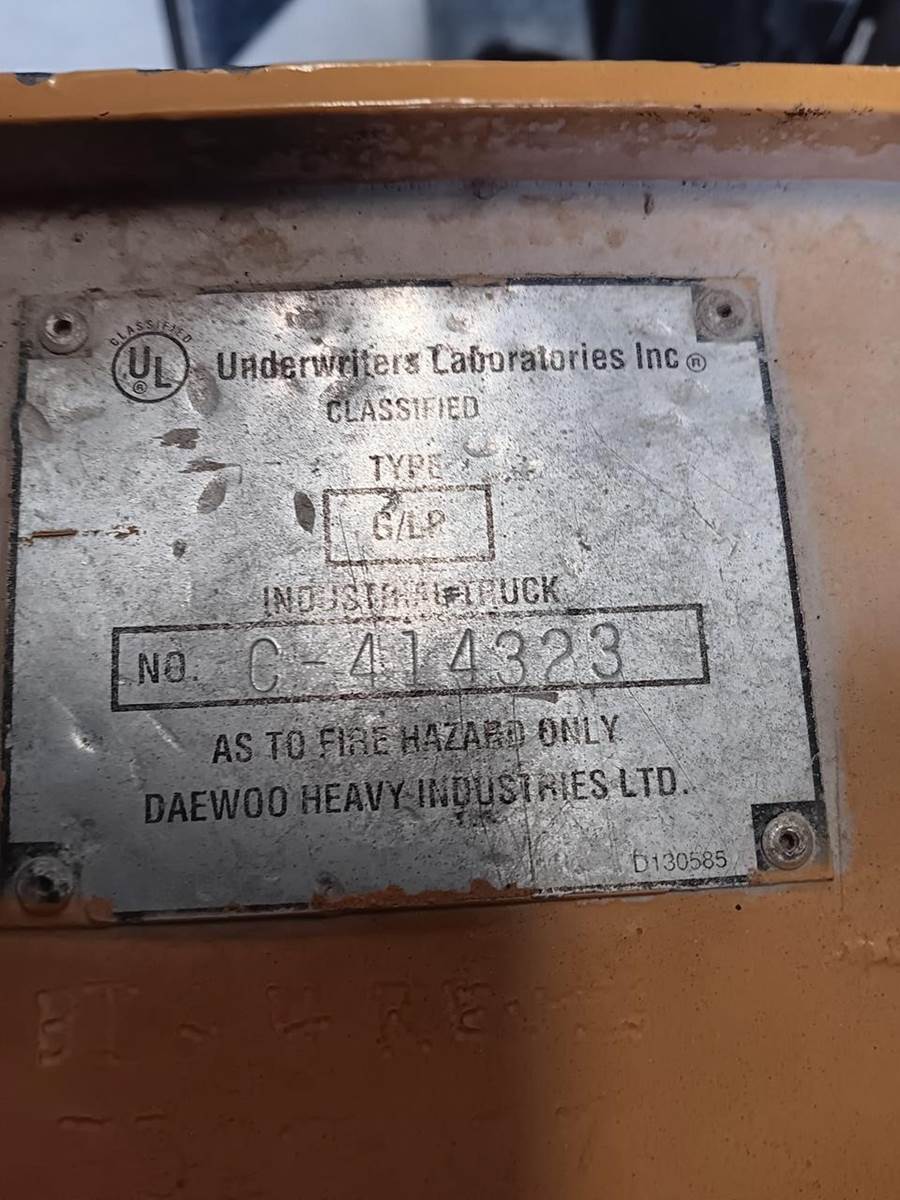 CLASSIFIED
UL ®
Underwriters Laboratories Inc ®
CLASSIFIED
TYPE
G/LP
INDUSTRIAL TRUCK
NO. C-414323
AS TO FIRE HAZARD ONLY
DAEWOO HEAVY INDUSTRIES LTD.
D130585